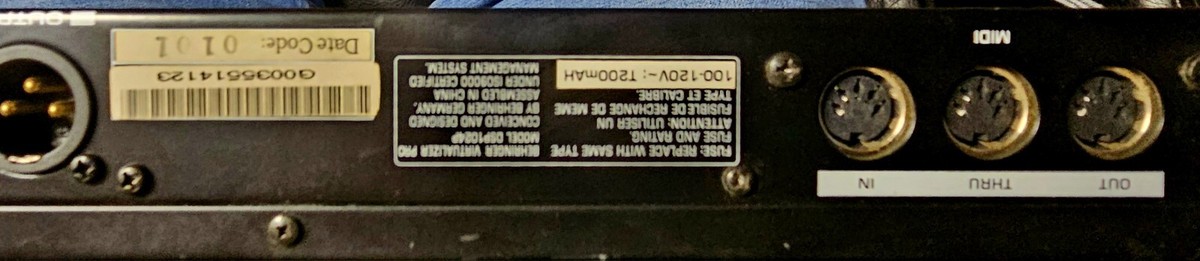 OUT THRU IN
MIDI
FUSE: REPLACE WITH SAME TYPE
FUSE AND RATING.
ATTENTION: UTILISER UN
FUSIBLE DE RECHANGE DE MEME
TYPE ET CALIBRE.
100-120V~: T200mAH
BEHRINGER VIRTUALIZER PRO
MODEL DSP1024P
CONCEIVED AND DESIGNED
BY BEHRINGER GERMANY.
ASSEMBLED IN CHINA
UNDER ISO9000 CERTIFIED
MANAGEMENT SYSTEM.
G0035514123
Date Code: 0101